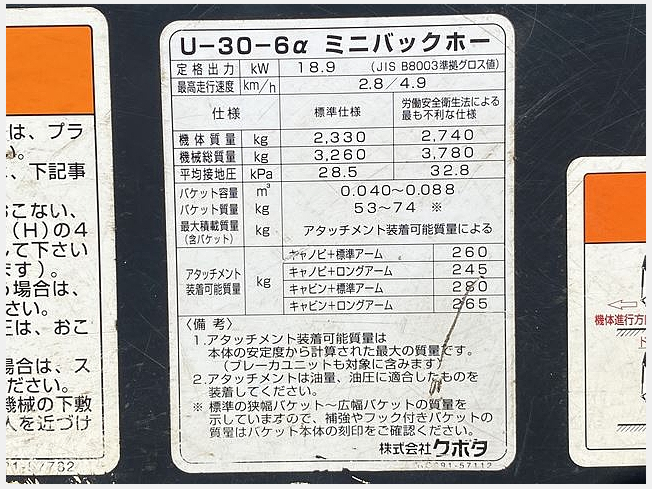 U-30-6α ミニバックホー
定格出力 kW 18.9 (JIS B8003準拠グロス値)
最高走行速度 km/h 2.8/4.9
仕様 標準仕様 労働安全衛生法による最も不利な仕様
機体質量 kg 2,330 2,740
機械総質量 kg 3,260 3,780
平均接地圧 kPa 28.5 32.8
バケット容量 m³ 0.040~0.088
バケット質量 kg 53~74 ※
最大積載質量(含バケット) kg アタッチメント装着可能質量による
アタッチメント装着可能質量 kg
キャノピ+標準アーム 260
キャノピ+ロングアーム 245
キャビン+標準アーム 280
キャビン+ロングアーム 265
〈備考〉
1.アタッチメント装着可能質量は
本体の安定度から計算された最大の質量です。
(ブレーカユニットも対象に含みます)
2.アタッチメントは油量、油圧に適合したものを
装着してください。
※ 標準の狭幅バケット~広幅バケットの質量を
示していますので、補強やフック付きバケットの
質量はバケット本体の刻印をご確認ください。
株式会社クボタ
91-57112
は、プラ
い。
、下記事
おこない、
(H)の4
して下さい
ます)。
場合は、
さい。
圧は、おこ
場合は、ス
ださい。
機械の下敷
人を近づけ
91-57762
機体進行方向